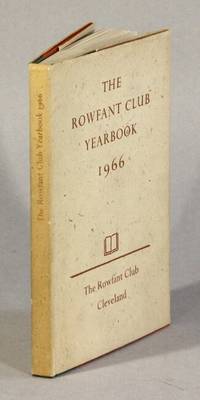 The Rowfant Club Yearbook 1966
THE
ROWFANT CLUB
YEARBOOK
1966
The Rowfant Club
Cleveland